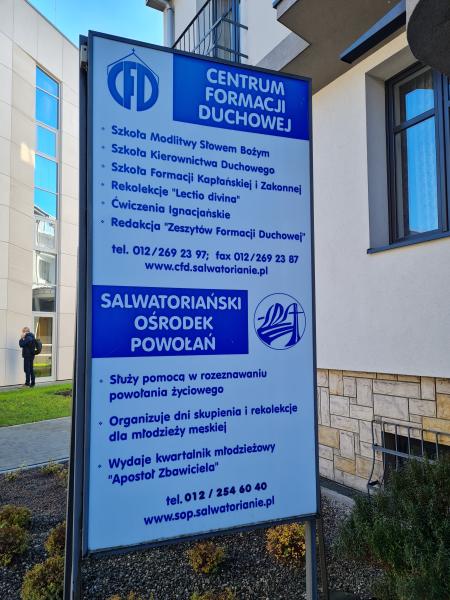 CFD
CENTRUM
FORMACJI
DUCHOWEJ
◦ Szkoła Modlitwy Słowem Bożym
◦ Szkoła Kierownictwa Duchowego
◦ Szkoła Formacji Kapłańskiej i Zakonnej
◦ Rekolekcje "Lectio divina"
◦ Ćwiczenia Ignacjańskie
◦ Redakcja "Zeszytów Formacji Duchowej"
tel. 012/269 23 97; fax 012/269 23 87
www.cfd.salwatorianie.pl
SALWATORIAŃSKI
OŚRODEK
POWOŁAŃ
◦ Służy pomocą w rozeznawaniu
powołania życiowego
◦ Organizuje dni skupienia i rekolekcje
dla młodzieży męskiej
◦ Wydaje kwartalnik młodzieżowy
"Apostoł Zbawiciela"
tel. 012 / 254 60 40
www.sop.salwatorianie.pl